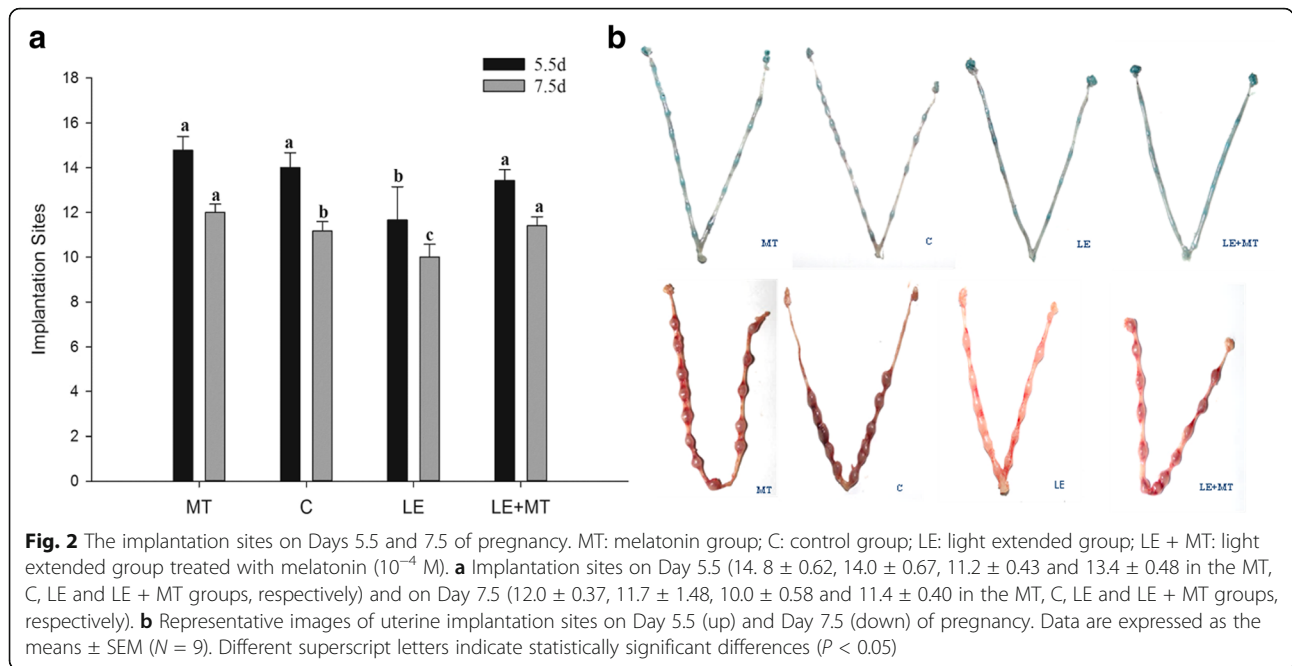 a
b
5.5d
7.5d
18
16
14
12
10
8
6
4
2
0
Implantation Sites
a
a
a
b
b
c
a
a
MT
C
LE
LE+MT
MT
C
LE
LE+MT
MT
C
LE
LE+MT
Fig. 2 The implantation sites on Days 5.5 and 7.5 of pregnancy. MT: melatonin group; C: control group; LE: light extended group; LE + MT: light
extended group treated with melatonin (10⁻⁴ M). a Implantation sites on Day 5.5 (14. 8 ± 0.62, 14.0 ± 0.67, 11.2 ± 0.43 and 13.4 ± 0.48 in the MT,
C, LE and LE + MT groups, respectively) and on Day 7.5 (12.0 ± 0.37, 11.7 ± 1.48, 10.0 ± 0.58 and 11.4 ± 0.40 in the MT, C, LE and LE + MT groups,
respectively). b Representative images of uterine implantation sites on Day 5.5 (up) and Day 7.5 (down) of pregnancy. Data are expressed as the
means ± SEM (N = 9). Different superscript letters indicate statistically significant differences (P < 0.05)